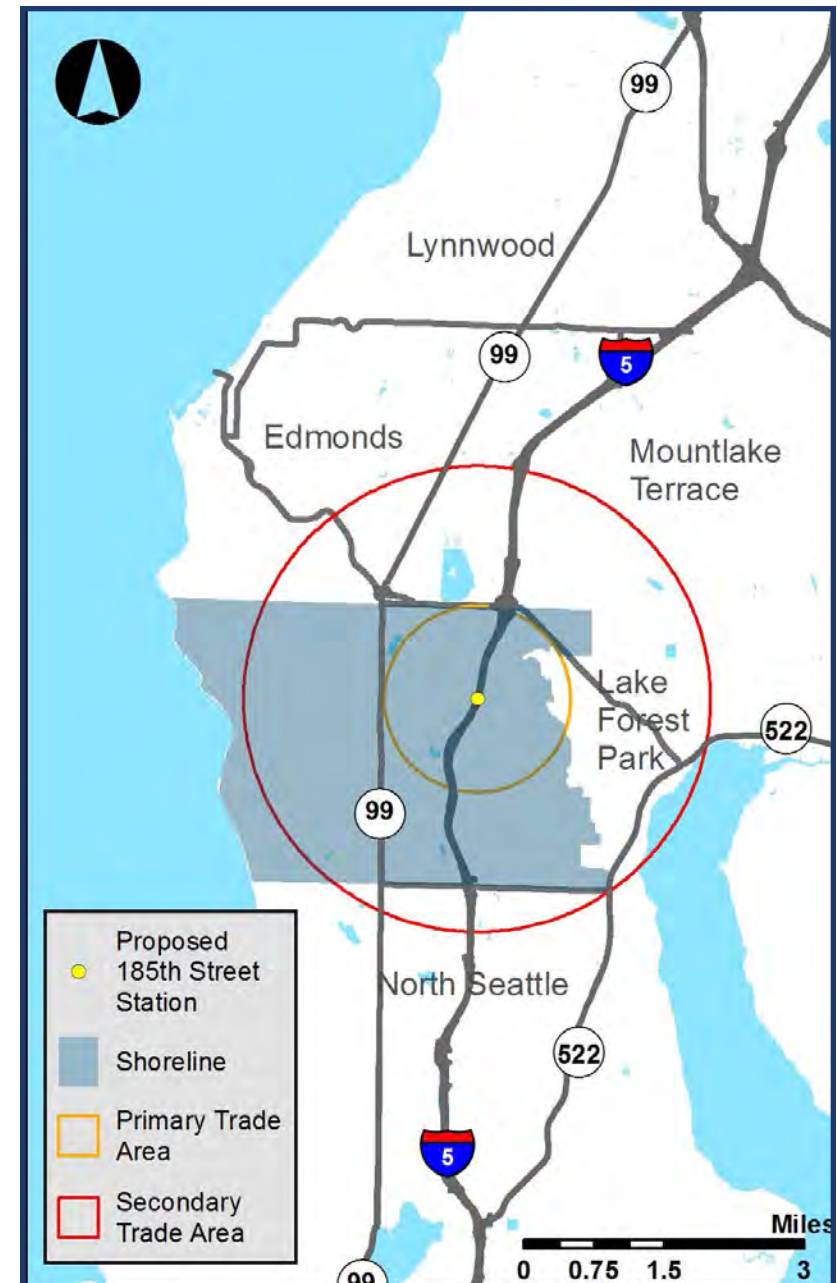 99
Lynnwood
99
5
Edmonds
Mountlake
Terrace
Lake
Forest
Park
522
99
North Seattle
522
5
99
Proposed
185th Street
Station
Shoreline
Primary Trade
Area
Secondary
Trade Area
Miles
0 0.75 1.5 3